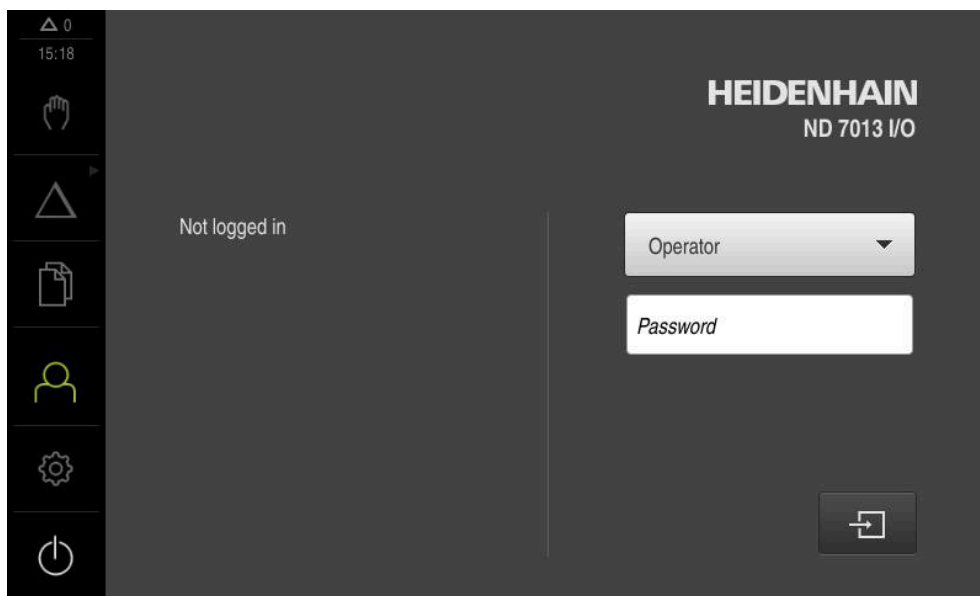 0
15:18
HEIDENHAIN
ND 7013 I/O
Not logged in
Operator
Password